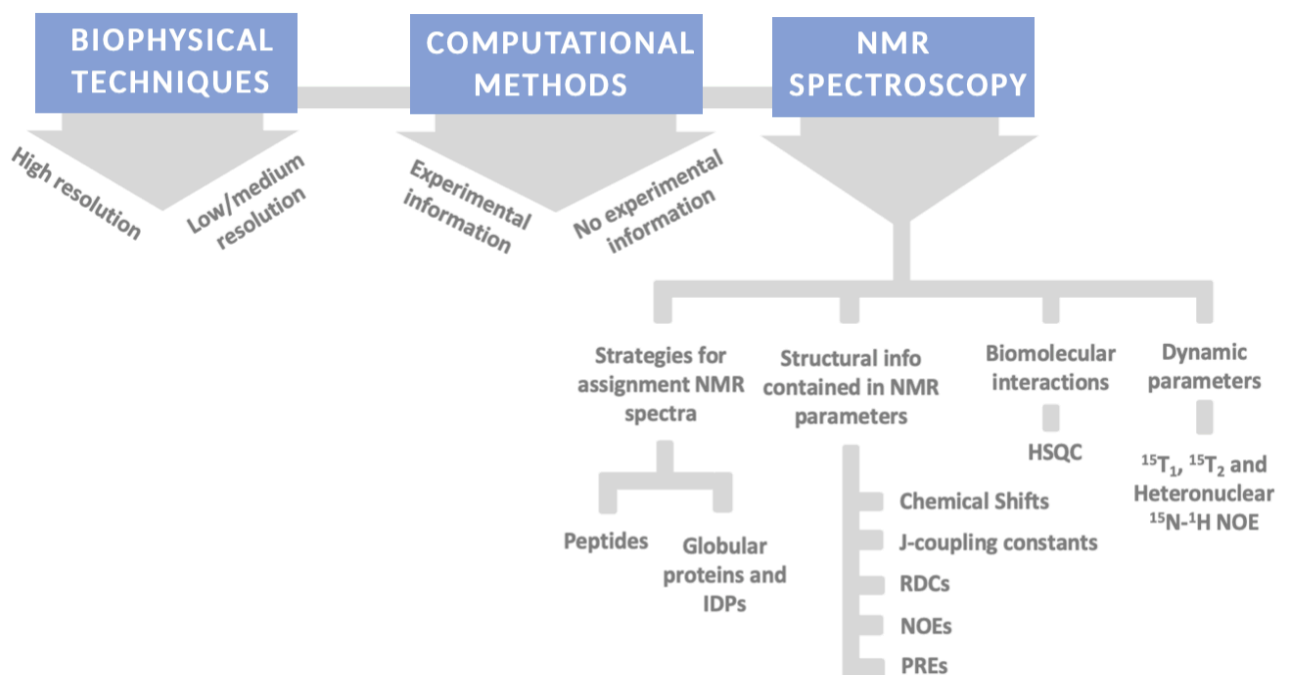 BIOPHYSICAL
TECHNIQUES
COMPUTATIONAL
METHODS
NMR
SPECTROSCOPY
High resolution
Low/medium
resolution
Experimental
information
No experimental
information
Strategies for
assignment NMR
spectra
Structural info
contained in NMR
parameters
Biomolecular
interactions
Dynamic
parameters
HSQC
¹⁵T₁, ¹⁵T₂ and
Heteronuclear
¹⁵N-¹H NOE
Peptides
Globular
proteins and
IDPs
Chemical Shifts
J-coupling constants
RDCs
NOEs
PREs